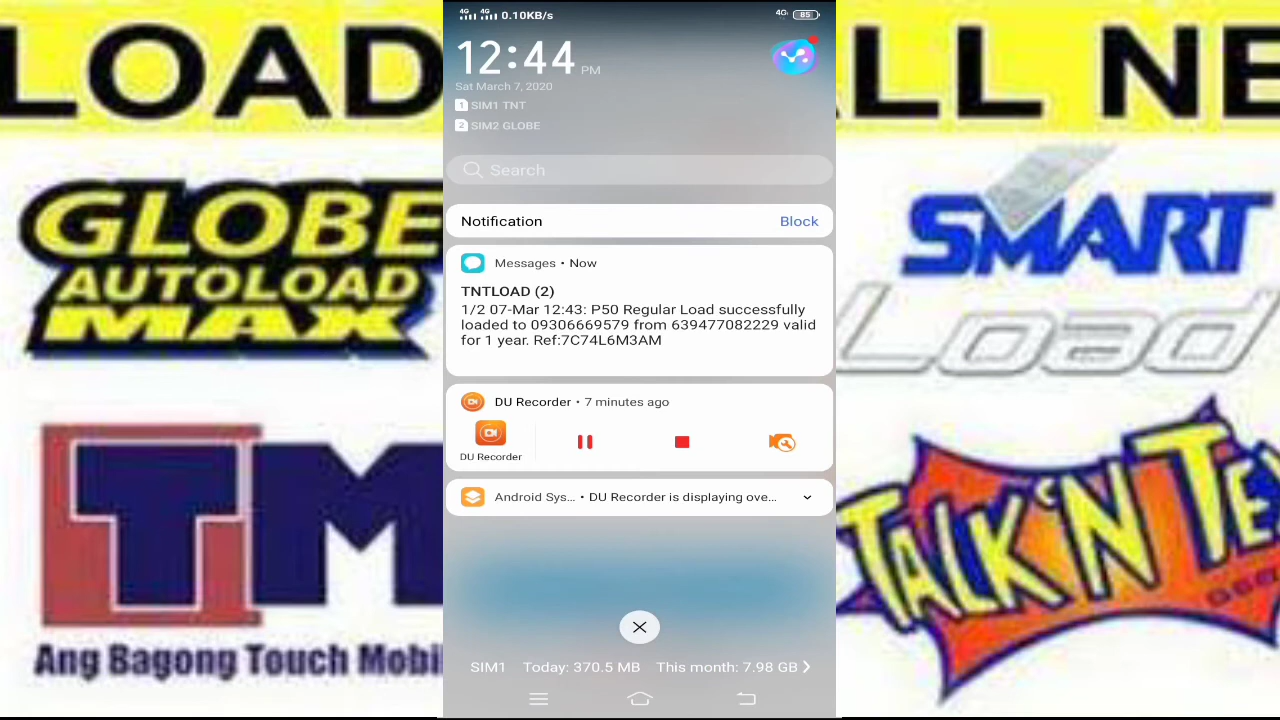 LOAD
ALL NE
GLOBE
AUTOLOAD
MAX
TM
Ang Bagong Touch Mobi
4G 4G 0.10KB/s
4G 85
12:44 PM
Sat March 7, 2020
1 SIM1 TNT
2 SIM2 GLOBE
Search
Notification Block
Messages • Now
TNTLOAD (2)
1/2 07-Mar 12:43: P50 Regular Load successfully
loaded to 09306669579 from 639477082229 valid
for 1 year. Ref:7C74L6M3AM
DU Recorder • 7 minutes ago
DU Recorder
Android Sys... • DU Recorder is displaying ove...
SIM1 Today: 370.5 MB This month: 7.98 GB
SMART
Load
TALK'N TE